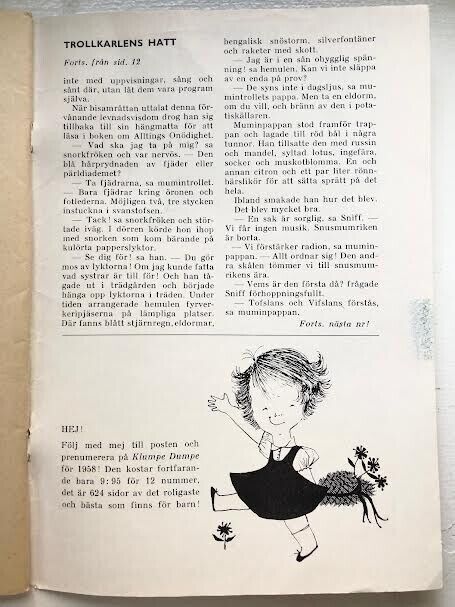 TROLLKARLENS HATT
Forts. från sid. 12
inte med uppvisningar, sång och
sånt där, utan låt dem vara program
själva.
När bisamråttan uttalat denna för-
vånande levnadsvisdom drog han sig
tillbaka till sin hängmatta för att
läsa i boken om Alltings Onödighet.
— Vad ska jag ta på mig? sa
snorkfröken och var nervös. — Den
blå hårprydnaden av fjäder eller
pärldiademet?
— Ta fjädrarna, sa mumintrollet.
— Bara fjädrar kring öronen och
fotlederna. Möjligen två, tre stycken
instuckna i svanstofsen.
— Tack! sa snorkfröken och stör-
tade iväg. I dörren körde hon ihop
med snorken som kom bärande på
kulörta papperslyktor.
— Se dig för! sa han. — Du gör
mos av lyktorna! Om jag kunde fatta
vad systrar är till för! Och han tå-
gade ut i trädgården och började
hänga opp lyktorna i träden. Under
tiden arrangerade hemulen fyrver-
keripjäserna på lämpliga platser.
Där fanns blått stjärnregn, eldormar,
bengalisk snöstorm, silverfontäner
och raketer med skott.
— Jag är i en sån ohygglig spän-
ning! sa hemulen. Kan vi inte släppa
av en enda på prov?
— De syns inte i dagsljus, sa mu-
mintrollets pappa. Men ta en eldorm,
om du vill, och bränn av den i pota-
tiskällaren.
Muminpappan stod framför trap-
pan och lagade till röd bål i några
tunnor. Han tillsatte den med russin
och mandel, syltad lotus, ingefära,
socker och muskotblomma. En och
annan citron och ett par liter rönn-
bärslikör för att sätta sprätt på det
hela.
Ibland smakade han hur det blev.
Det blev mycket bra.
— En sak är sorglig, sa Sniff. —
Vi får ingen musik. Snusmumriken
är borta.
— Vi förstärker radion, sa mumin-
pappan. — Allt ordnar sig! Den and-
ra skålen tömmer vi till snusmum-
rikens ära.
— Vems är den första då? frågade
Sniff förhoppningsfullt.
— Tofslans och Vifslans förstås,
sa muminpappan.
Forts. nästa nr!
HEJ!
Följ med mej till posten och
prenumerera på Klumpe Dumpe
för 1958! Den kostar fortfaran-
de bara 9:95 för 12 nummer,
det är 624 sidor av det roligaste
och bästa som finns för barn!